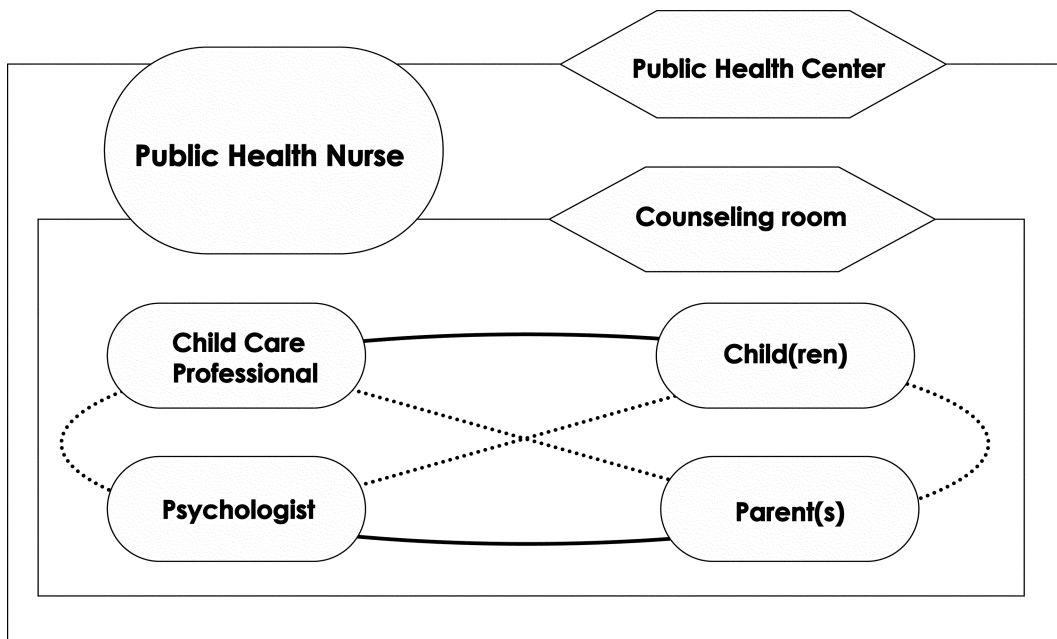 Public Health Center
Public Health Nurse
Counseling room
Child Care
Professional
Child(ren)
Psychologist
Parent(s)